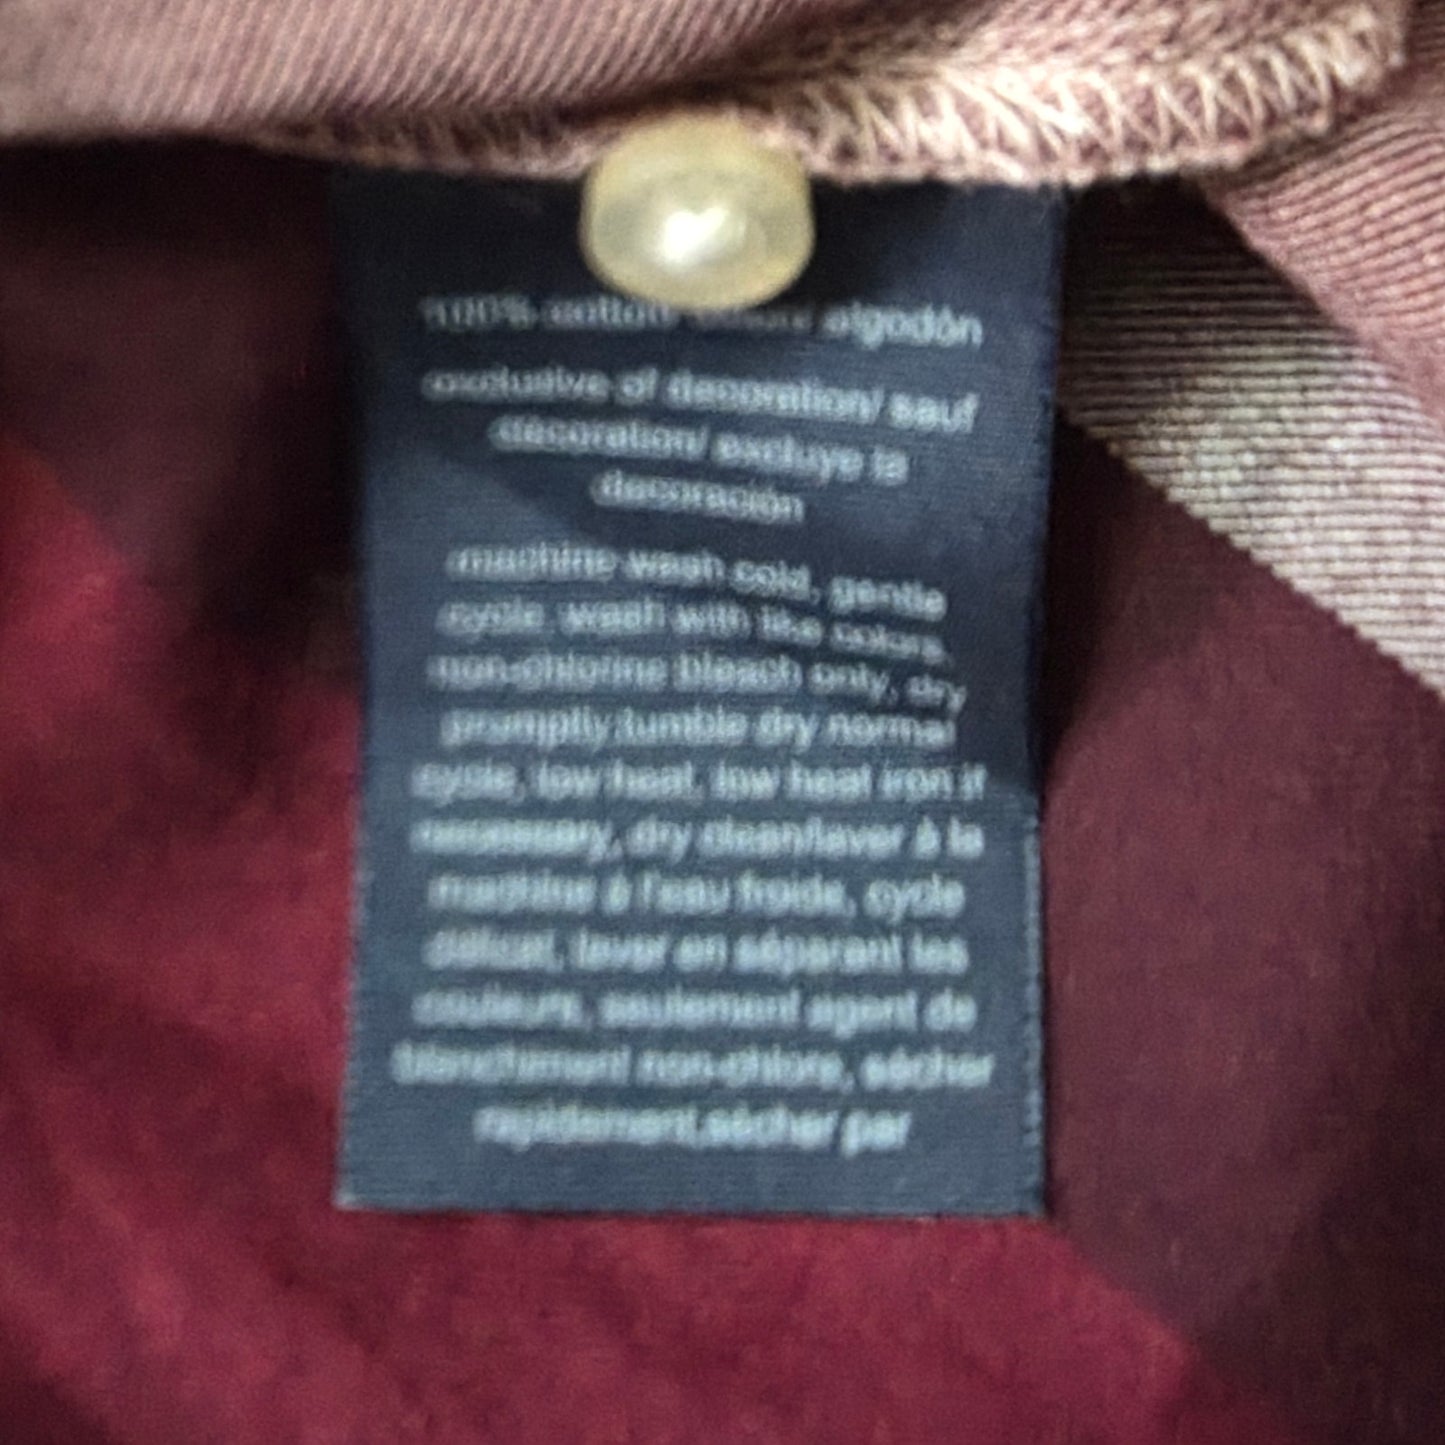 100% cotton algodón
exclusive of decoration/ sauf
décoration/ excluye la
decoración
machine wash cold, gentle
cycle, wash with like colors,
non-chlorine bleach only, dry
promptly,tumble dry normal
cycle, low heat, low heat iron if
necessary, dry clean/laver à la
machine à l'eau froide, cycle
délicat, laver en séparant les
couleurs, seulement agent de
blanchiment non-chlore, sécher
rapidement,sécher par